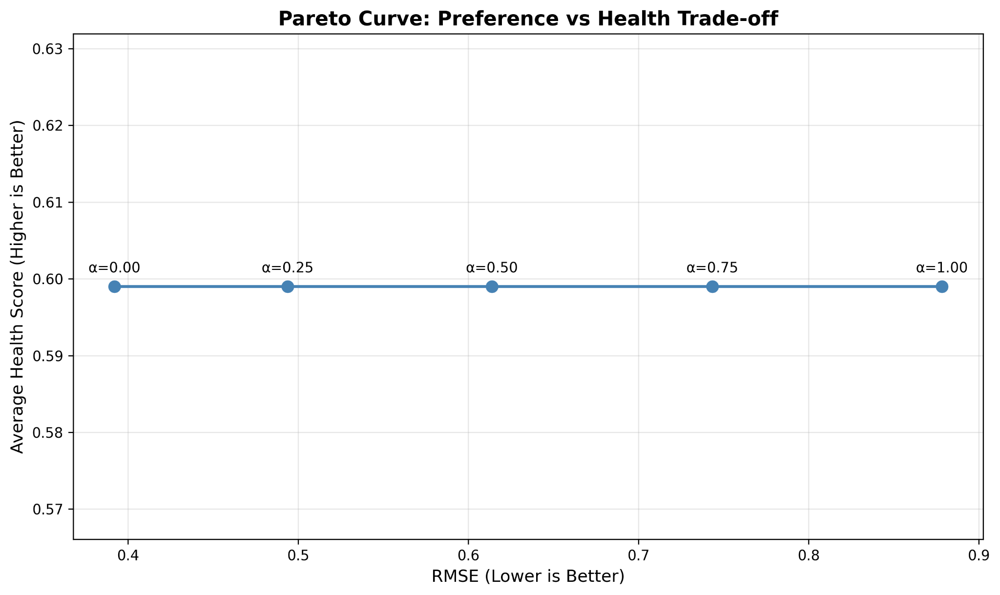 Pareto Curve: Preference vs Health Trade-off
Average Health Score (Higher is Better)
0.63
0.62
0.61
0.60
0.59
0.58
0.57
α=0.00
α=0.25
α=0.50
α=0.75
α=1.00
0.4
0.5
0.6
0.7
0.8
0.9
RMSE (Lower is Better)